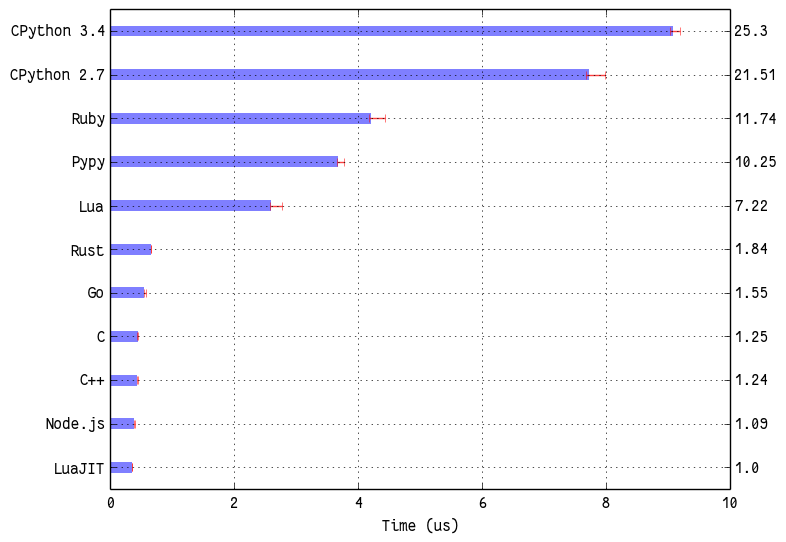 CPython 3.4 25.3
CPython 2.7 21.51
Ruby 11.74
Pypy 10.25
Lua 7.22
Rust 1.84
Go 1.55
C 1.25
C++ 1.24
Node.js 1.09
LuaJIT 1.0
0 2 4 6 8 10
Time (us)